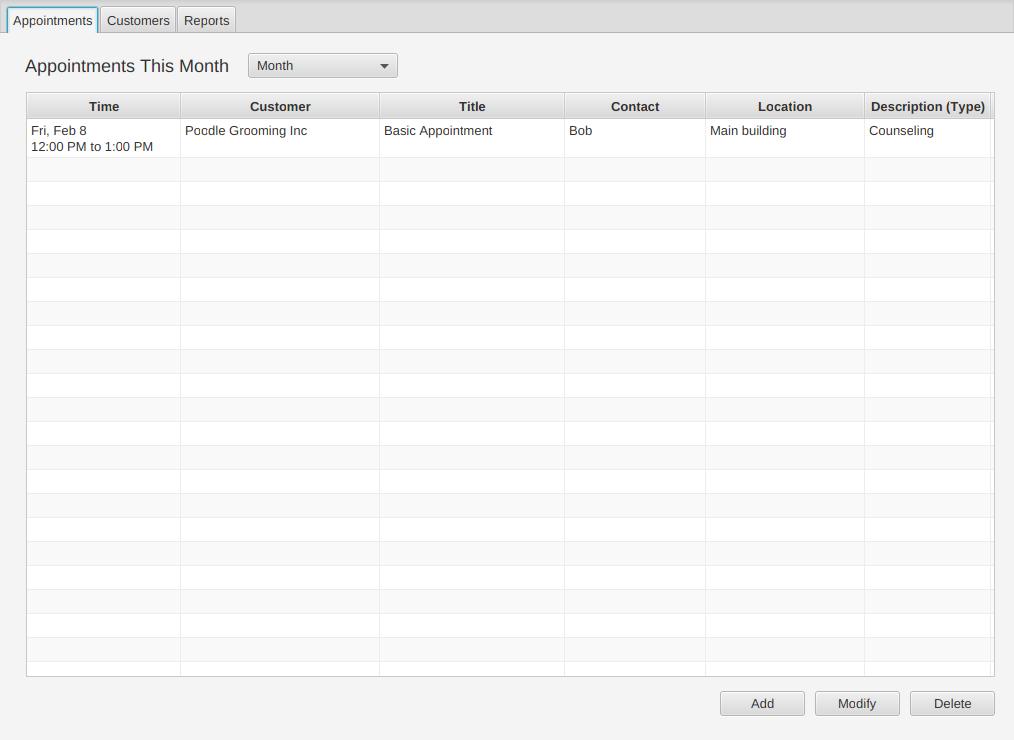 Appointments Customers Reports
Appointments This Month Month
Time Customer Title Contact Location Description (Type)
Fri, Feb 8 Poodle Grooming Inc Basic Appointment Bob Main building Counseling
12:00 PM to 1:00 PM
Add Modify Delete